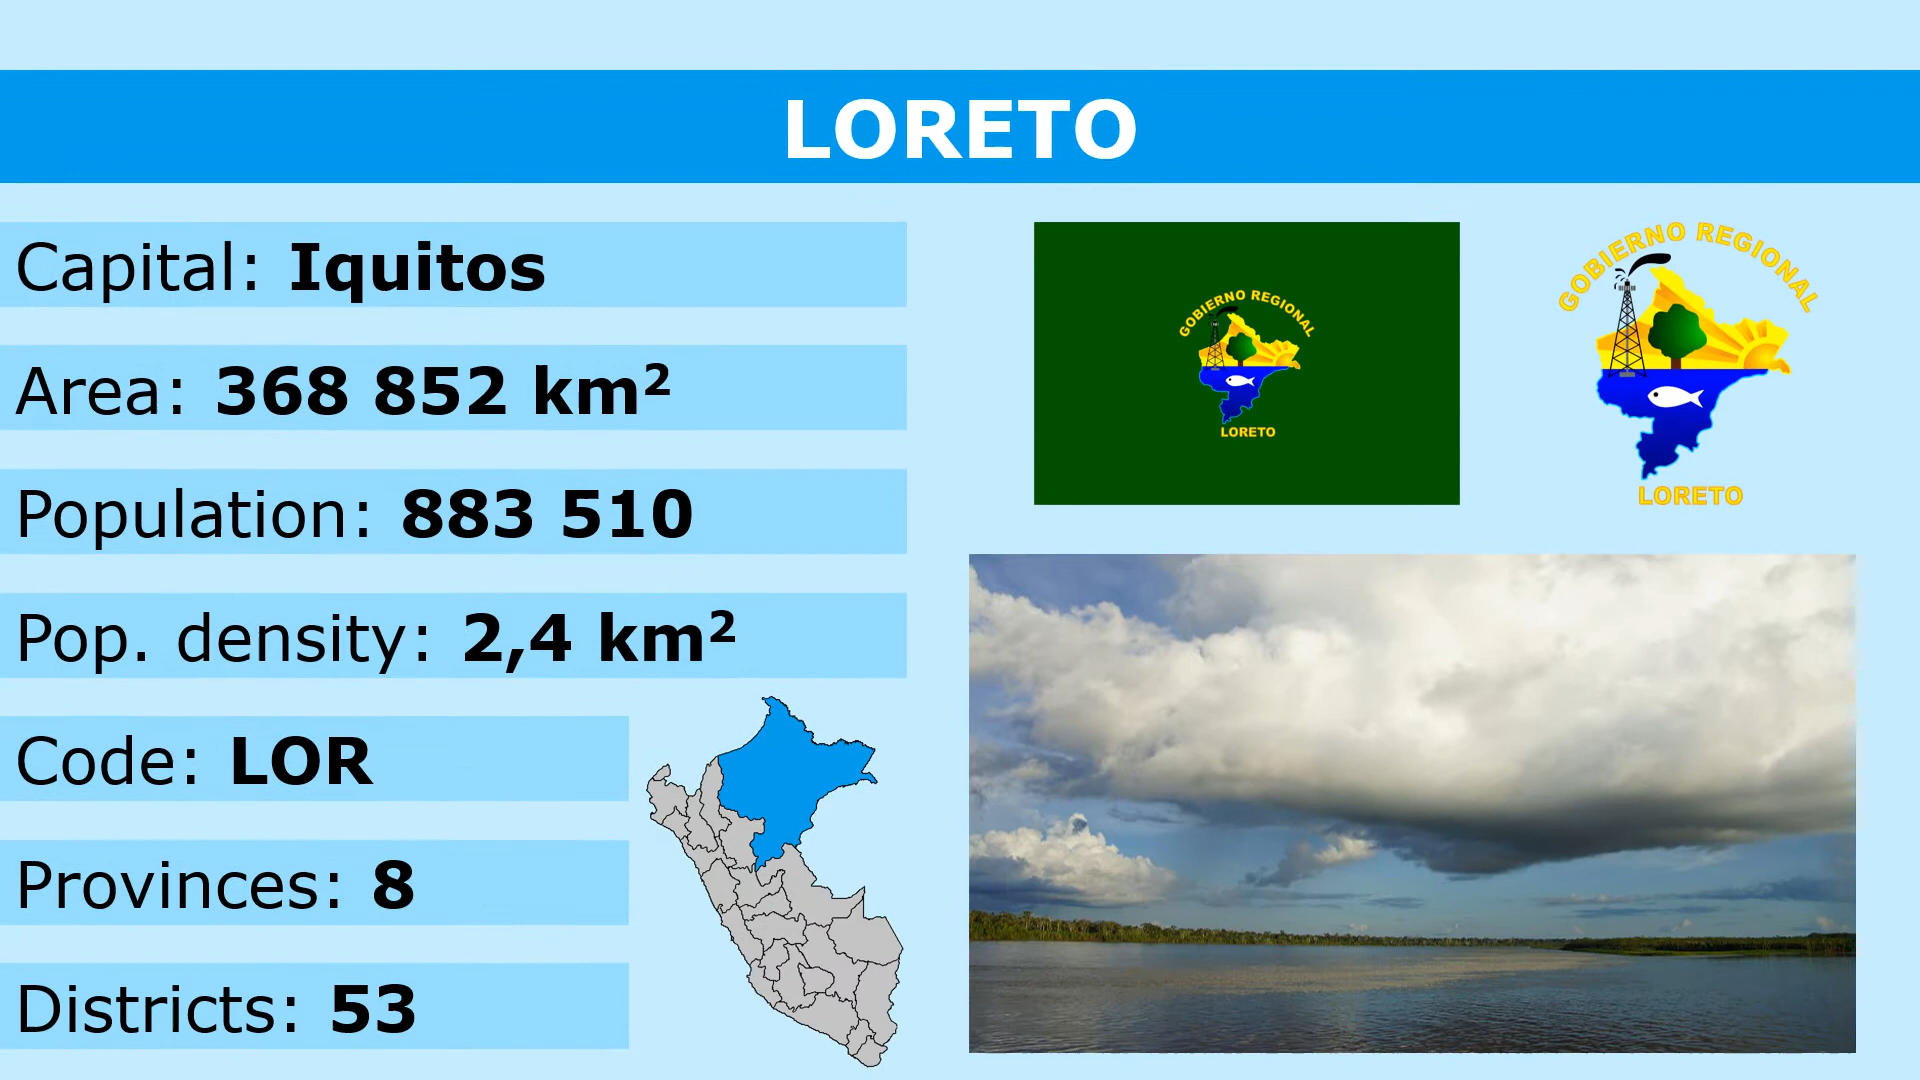 LORETO
Capital: Iquitos
Area: 368 852 km²
Population: 883 510
Pop. density: 2,4 km²
Code: LOR
Provinces: 8
Districts: 53
GOBIERNO REGIONAL
LORETO
GOBIERNO REGIONAL
LORETO